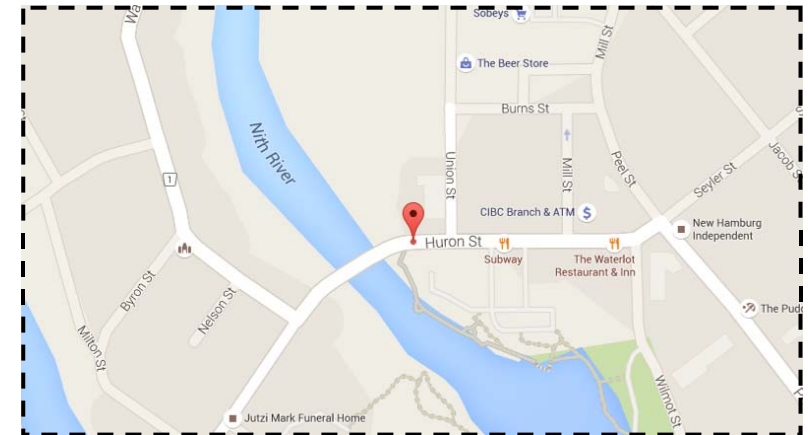 Sobeys
Mill St
The Beer Store
Burns St
Nith River
Union St
Mill St
Peel St
Jacob S
Seyler St
1
CIBC Branch & ATM
$
New Hamburg
Independent
Huron St
Subway
The Waterlot
Restaurant & Inn
Byron St
Nelson St
Milton St
The Pud
Wilmot St
Jutzi Mark Funeral Home